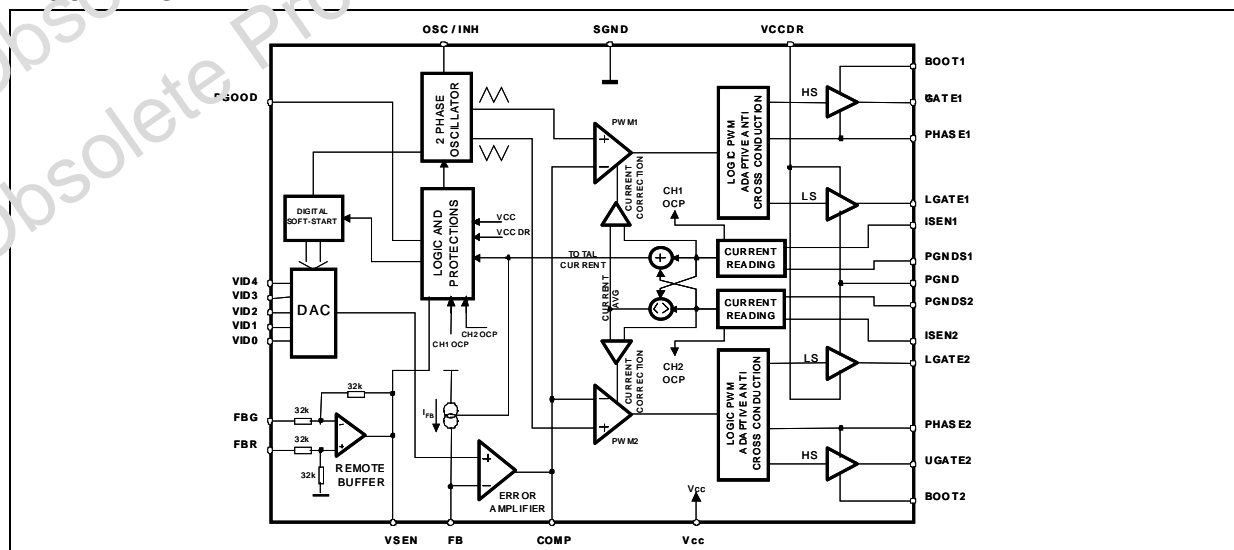 Obsolete Pro
OSC / INH
SGND
VCCDR
BOOT1
GATE1
PHASE1
HS
LS
LGATE1
ISEN1
PGNDS1
PGND
PGNDS2
ISEN2
LGATE2
PHASE2
UGATE2
BOOT2
HS
LS
2 PHASE
OSCILLATOR
PWM1
LOGIC PWM
ADAPTIVE ANTI
CROSS CONDUCTION
CURRENT
CORRECTION
CH1
OCP
DIGITAL
SOFT-START
LOGIC AND
PROTECTIONS
VCC
VCCDR
TOTAL
CURRENT
CURRENT
READING
CURRENT
AVG
CURRENT
READING
VID4
VID3
VID2
VID1
VID0
DAC
CH2 OCP
CH1 OCP
CH2
OCP
CURRENT
CORRECTION
LOGIC PWM
ADAPTIVE ANTI
CROSS CONDUCTION
PWM2
32k
FBG
32k
FBR
32k
32k
REMOTE
BUFFER
IFB
ERROR
AMPLIFIER
Vcc
VSEN
FB
COMP
Vcc